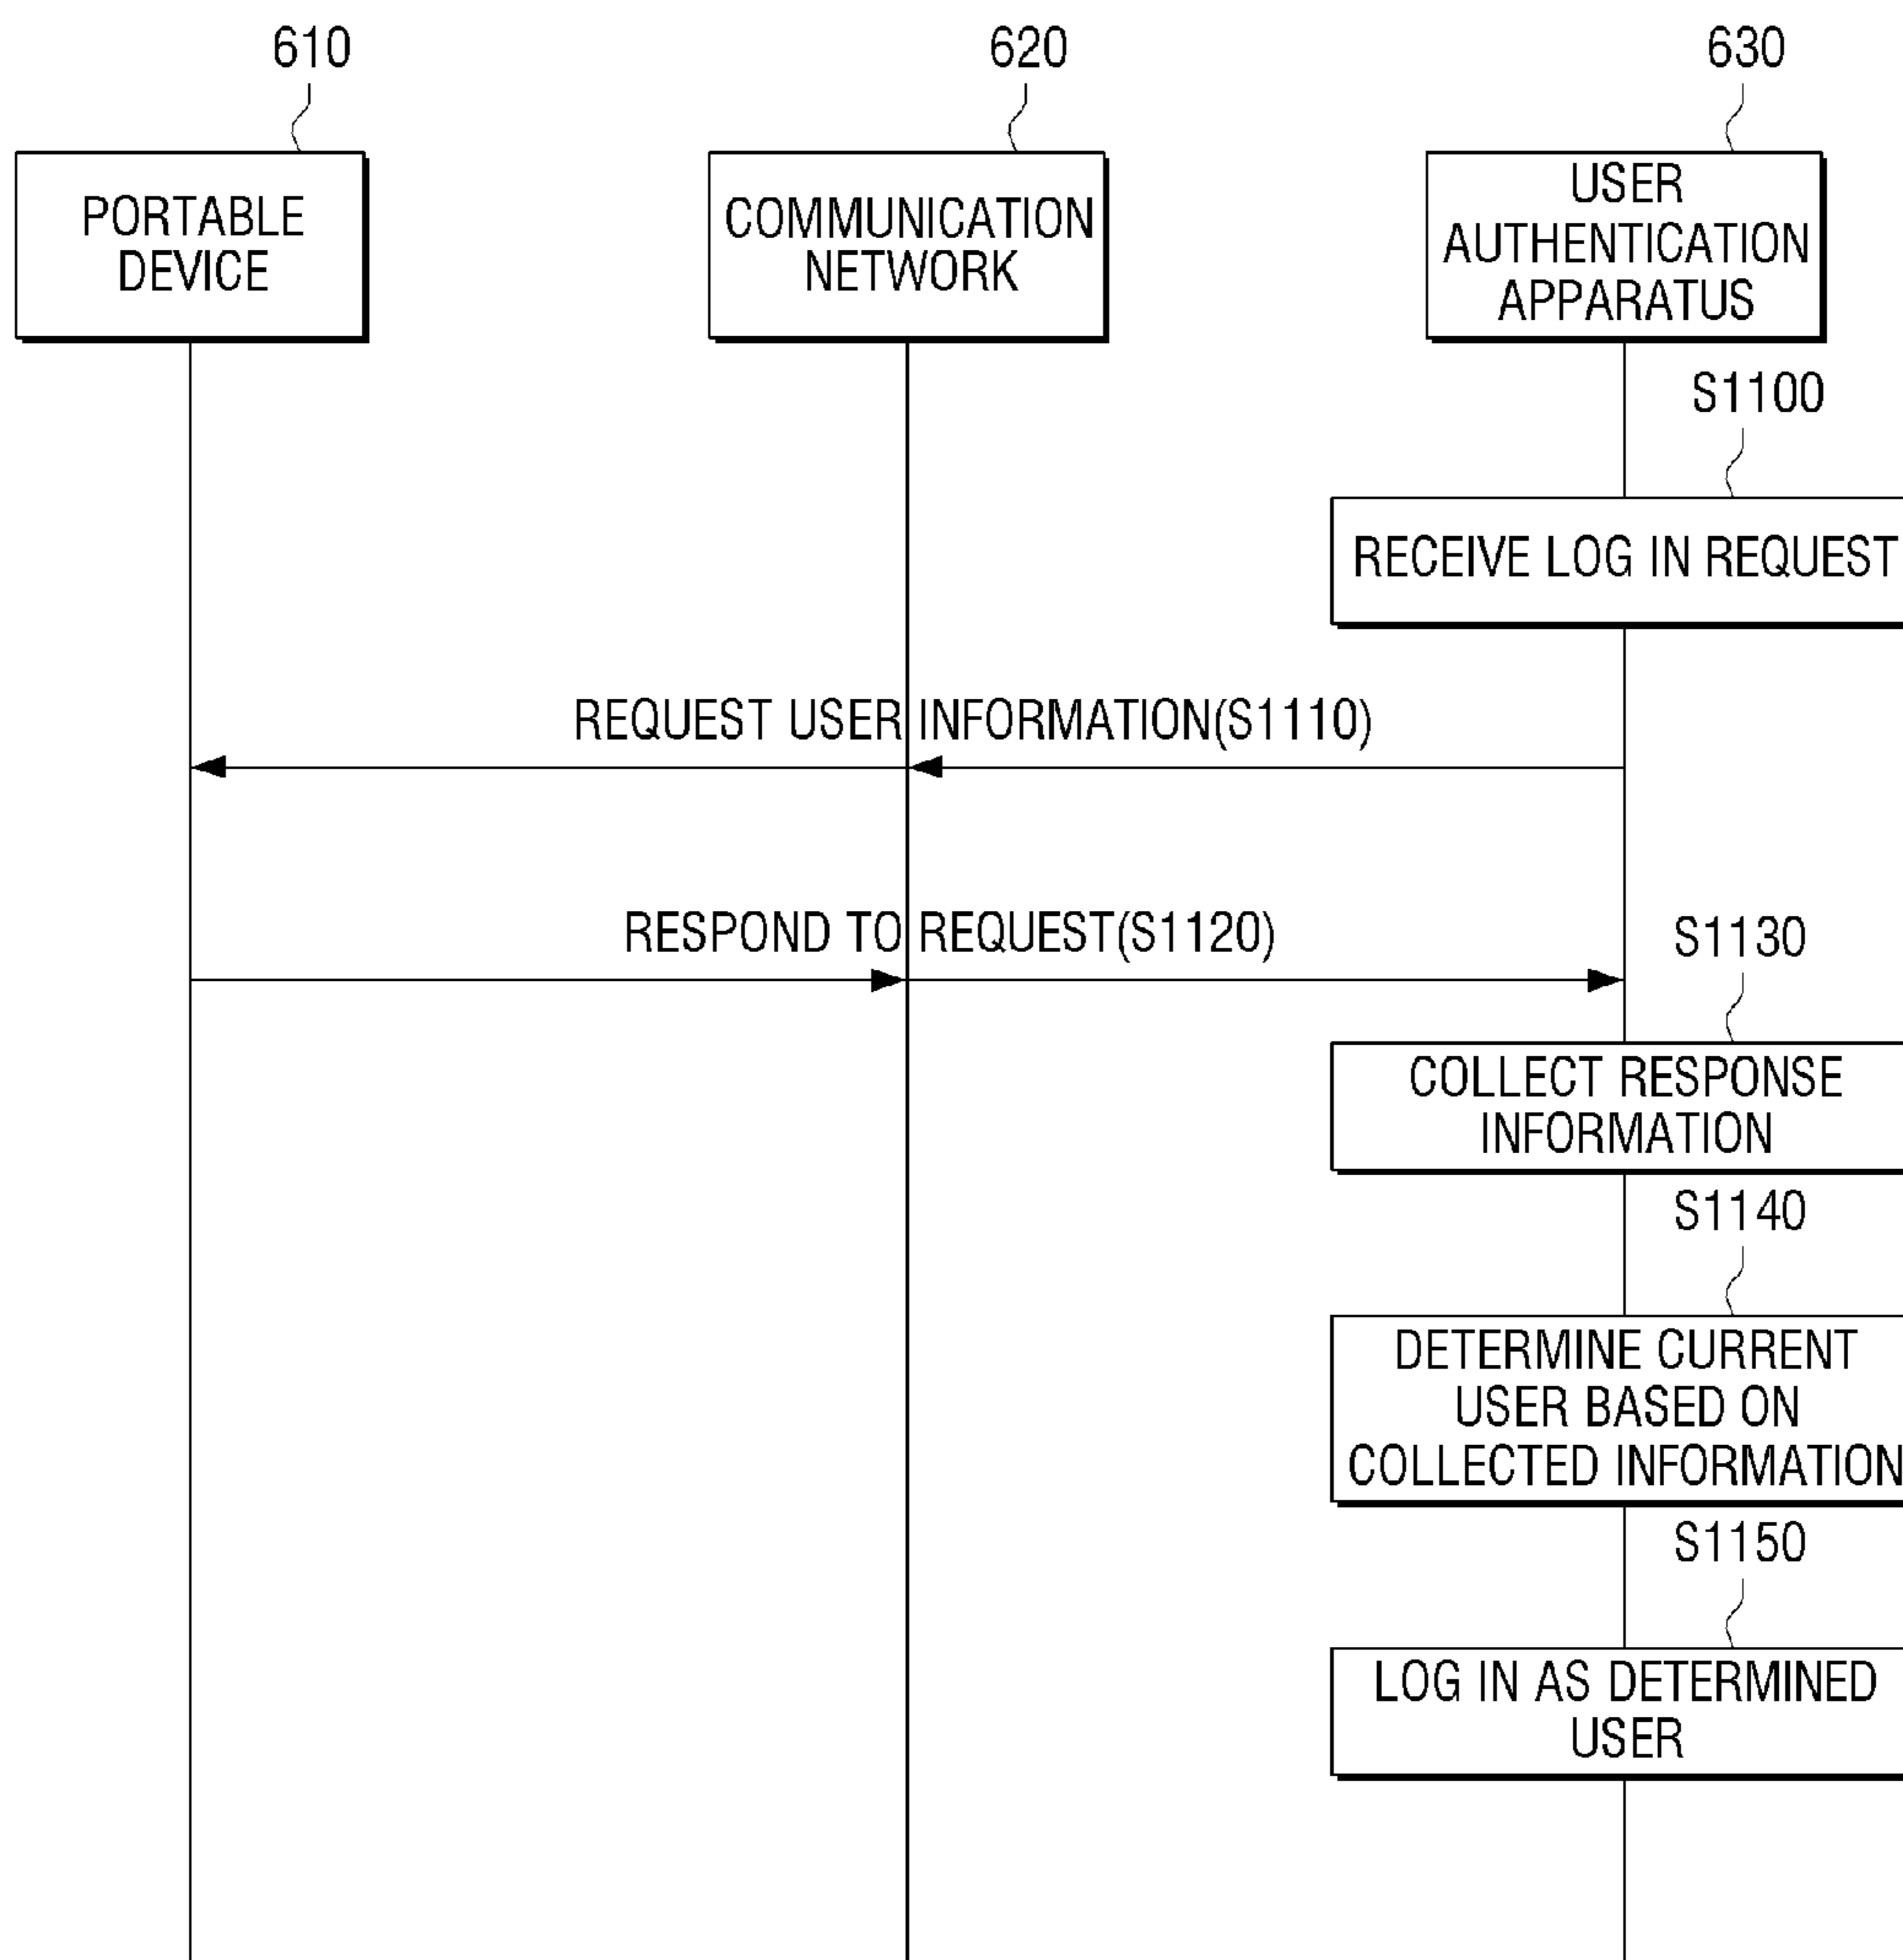 610
620
630
PORTABLE
DEVICE
COMMUNICATION
NETWORK
USER
AUTHENTICATION
APPARATUS
S1100
RECEIVE LOG IN REQUEST
REQUEST USER INFORMATION(S1110)
RESPOND TO REQUEST(S1120)
S1130
COLLECT RESPONSE
INFORMATION
S1140
DETERMINE CURRENT
USER BASED ON
COLLECTED INFORMATION
S1150
LOG IN AS DETERMINED
USER